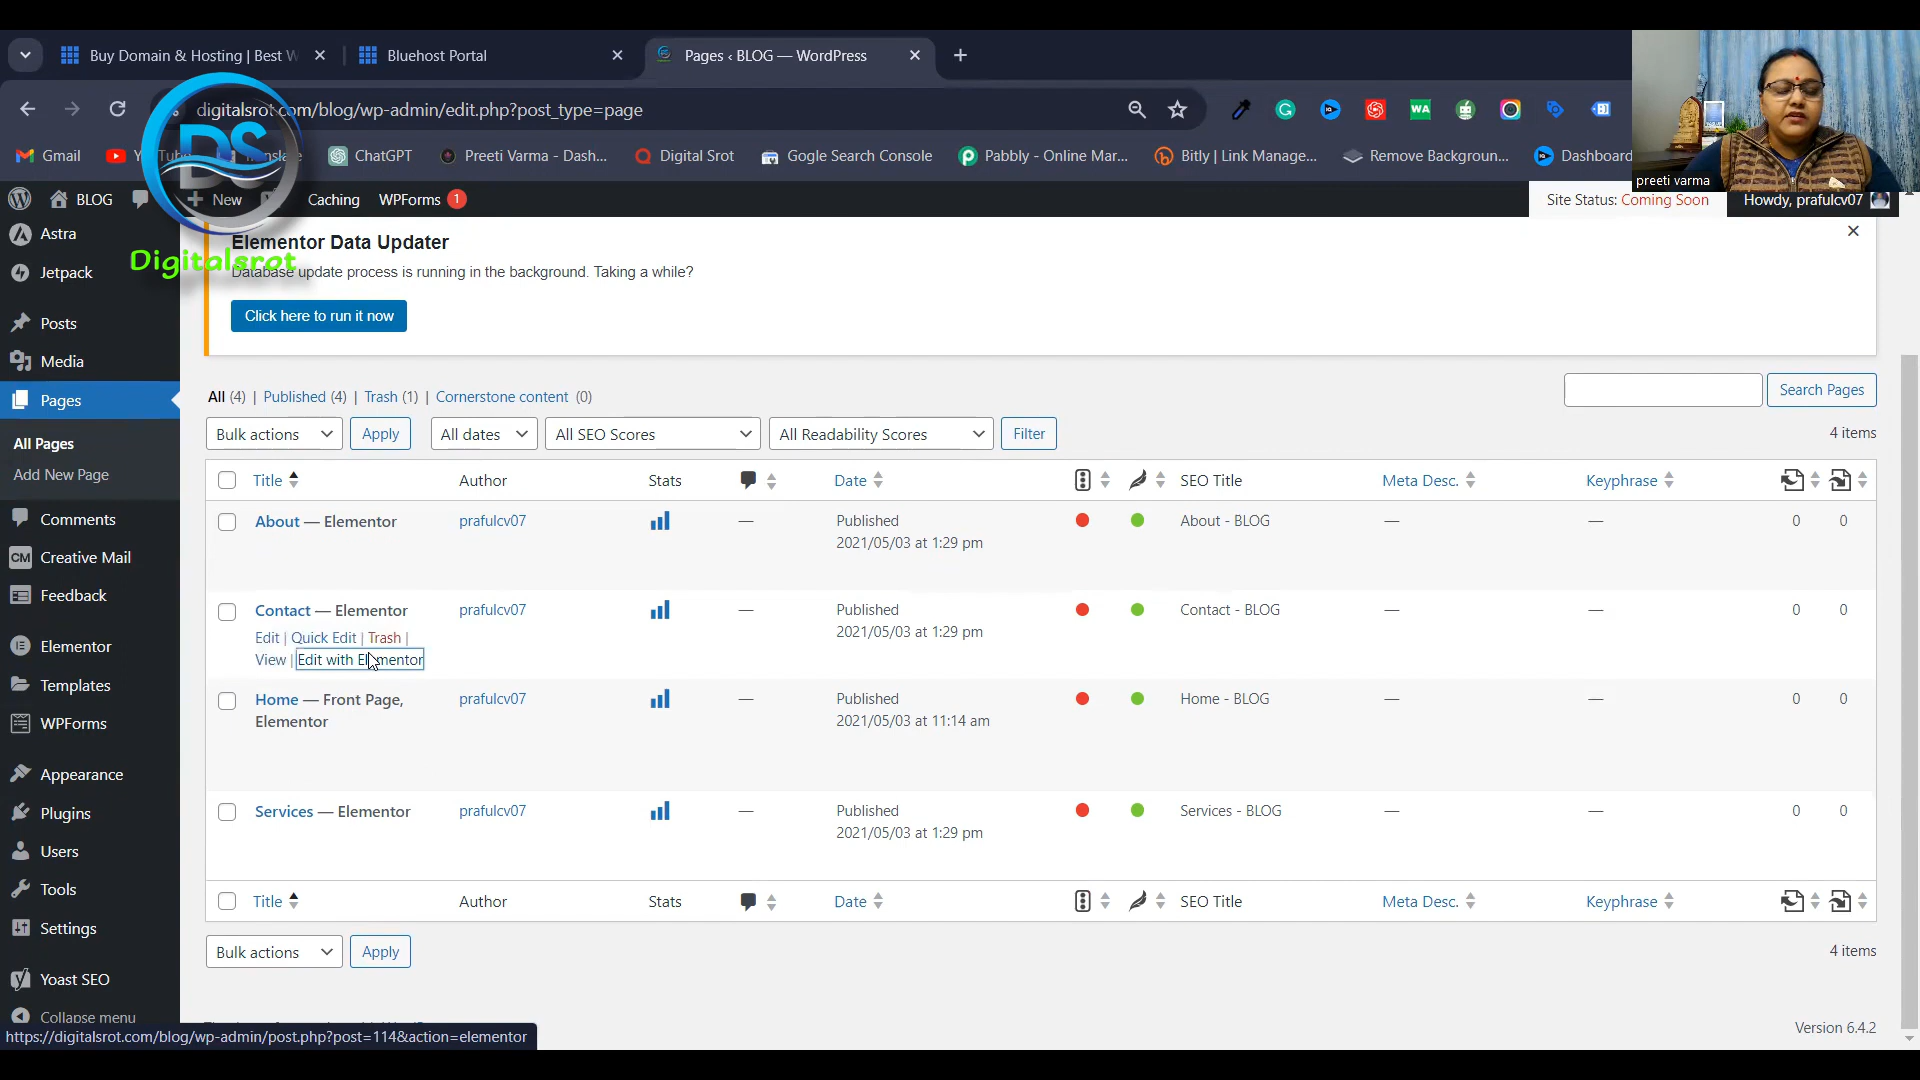 Buy Domain & Hosting | Best W
Bluehost Portal
Pages ‹ BLOG — WordPress
digitalsrot.com/blog/wp-admin/edit.php?post_type=page
Gmail
ChatGPT
Preeti Varma - Dash...
Digital Srot
Gogle Search Console
Pabbly - Online Mar...
Bitly | Link Manage...
Remove Backgroun...
Dashboard
preeti varma
BLOG
New
Caching
WPForms 1
Site Status: Coming Soon
Howdy, prafulcv07
DS
Digitalsrot
Astra
Jetpack
Posts
Media
Pages
All Pages
Add New Page
Comments
CM
Creative Mail
Feedback
Elementor
Templates
WPForms
Appearance
Plugins
Users
Tools
Settings
Yoast SEO
Collapse menu
Elementor Data Updater
Database update process is running in the background. Taking a while?
Click here to run it now
All (4) | Published (4) | Trash (1) | Cornerstone content (0)
Search Pages
Bulk actions
Apply
All dates
All SEO Scores
All Readability Scores
Filter
4 items
Title Author Stats Date SEO Title Meta Desc. Keyphrase
About — Elementor prafulcv07 — Published About - BLOG — — 0 0
2021/05/03 at 1:29 pm
Contact — Elementor prafulcv07 — Published Contact - BLOG — — 0 0
2021/05/03 at 1:29 pm
Edit | Quick Edit | Trash |
View | Edit with Elementor
Home — Front Page, prafulcv07 — Published Home - BLOG — — 0 0
Elementor 2021/05/03 at 11:14 am
Services — Elementor prafulcv07 — Published Services - BLOG — — 0 0
2021/05/03 at 1:29 pm
Title Author Stats Date SEO Title Meta Desc. Keyphrase
Bulk actions
Apply
4 items
Version 6.4.2
https://digitalsrot.com/blog/wp-admin/post.php?post=114&action=elementor